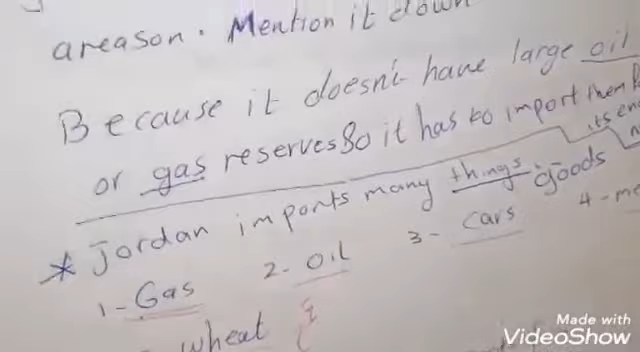 areason. Mention it down
Because it doesn't have large oil
or gas reserves So it has to import them
its
* Jordan imports many things. goods
1- Gas 2- Oil 3- Cars 4-
wheat
Made with
VideoShow